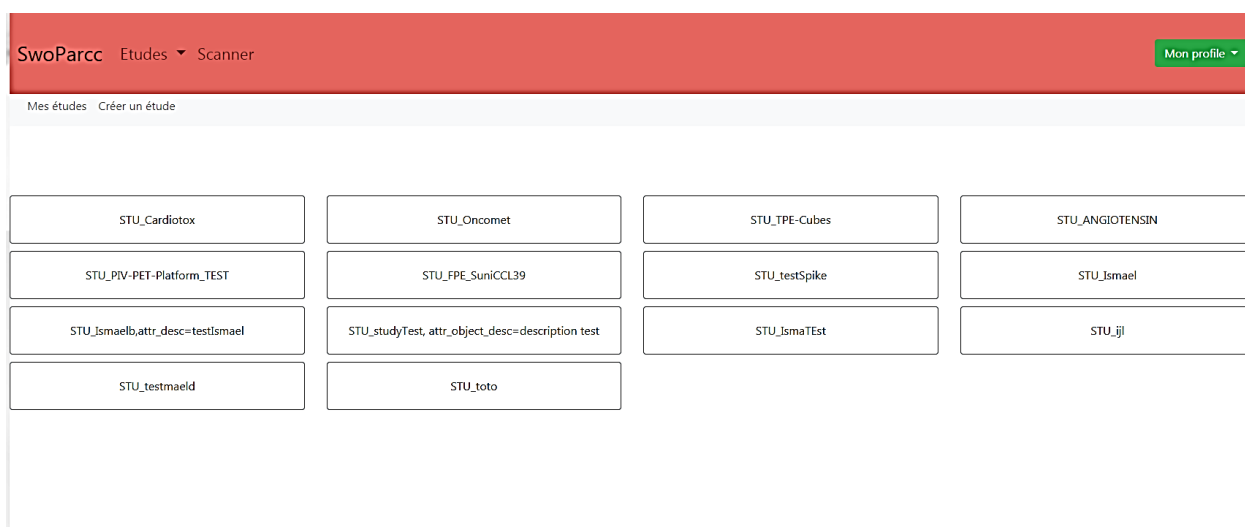 SwoParcc Etudes Scanner Mon profile
Mes études Créer un étude
STU_Cardiotox STU_Oncomet STU_TPE-Cubes STU_ANGIOTENSIN
STU_PIV-PET-Platform_TEST STU_FPE_SuniCCL39 STU_testSpike STU_Ismael
STU_Ismaelb,attr_desc=testIsmael STU_studyTest, attr_object_desc=description test STU_IsmaTEst STU_ijl
STU_testmaeld STU_toto